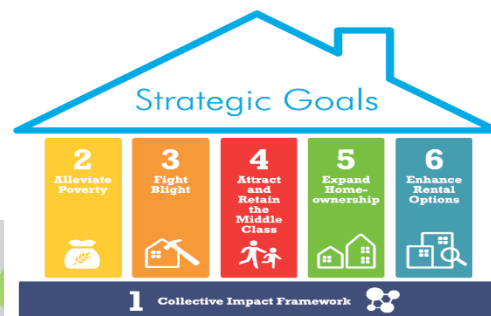 Strategic Goals
2
Alleviate
Poverty
3
Fight
Blight
4
Attract
and
Retain
the
Middle
Class
5
Expand
Home-
ownership
6
Enhance
Rental
Options
1 Collective Impact Framework